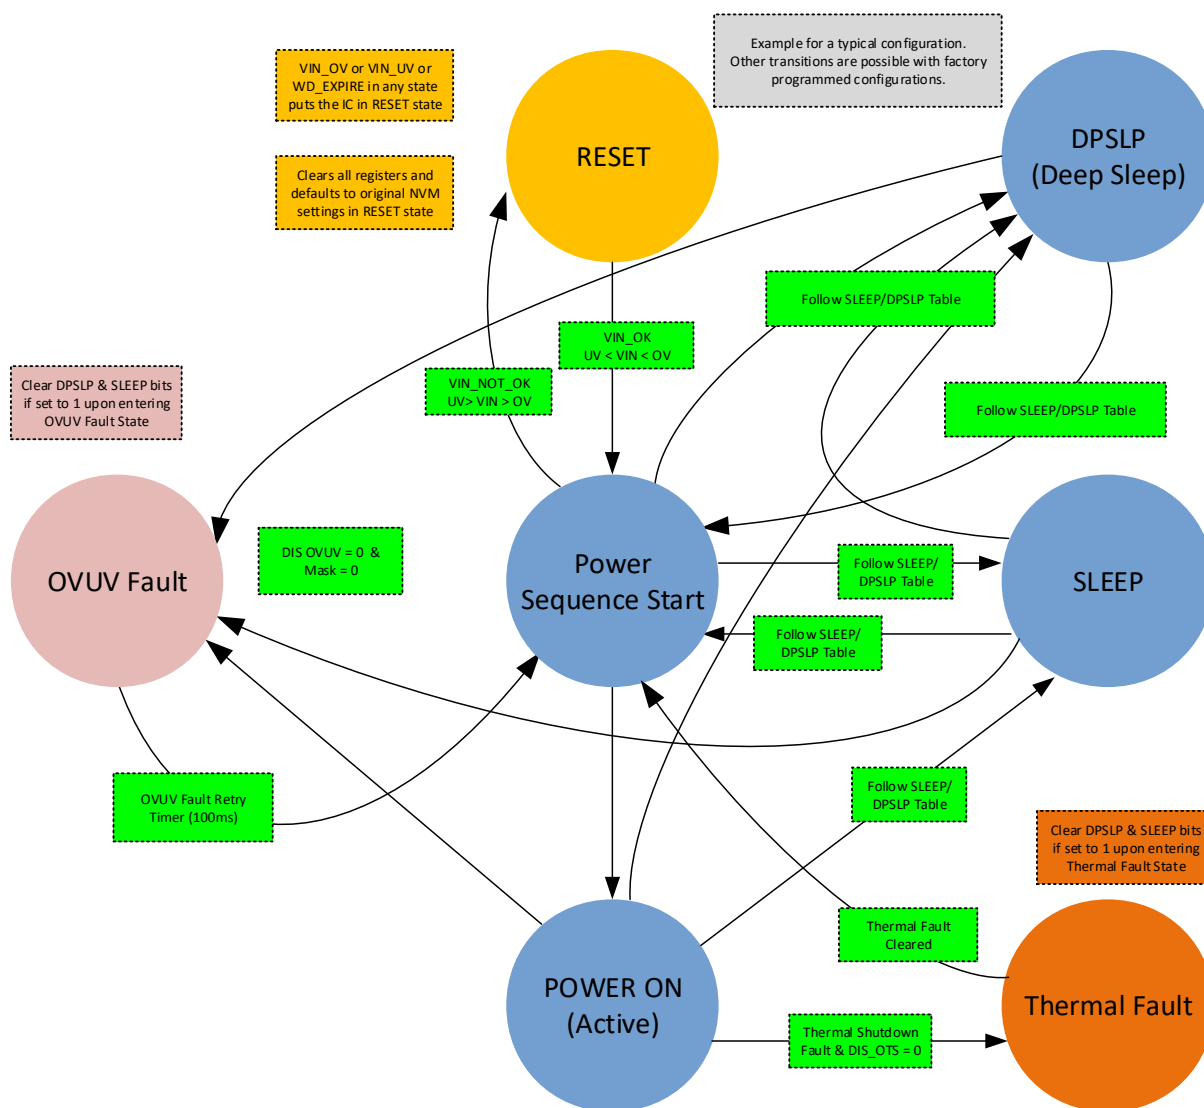 VIN_OV or VIN_UV or
WD_EXPIRE in any state
puts the IC in RESET state
Example for a typical configuration.
Other transitions are possible with factory
programmed configurations.
RESET
DPSLP
(Deep Sleep)
Clears all registers and
defaults to original NVM
settings in RESET state
Follow SLEEP/DPSLP Table
VIN_OK
UV < VIN < OV
VIN_NOT_OK
UV> VIN > OV
Clear DPSLP & SLEEP bits
if set to 1 upon entering
OVUV Fault State
Follow SLEEP/DPSLP Table
OVUV Fault
DIS OVUV = 0 &
Mask = 0
Power
Sequence Start
Follow SLEEP/
DPSLP Table
SLEEP
Follow SLEEP/
DPSLP Table
OVUV Fault Retry
Timer (100ms)
Follow SLEEP/
DPSLP Table
Clear DPSLP & SLEEP bits
if set to 1 upon entering
Thermal Fault State
Thermal Fault
Cleared
POWER ON
(Active)
Thermal Fault
Thermal Shutdown
Fault & DIS_OTS = 0